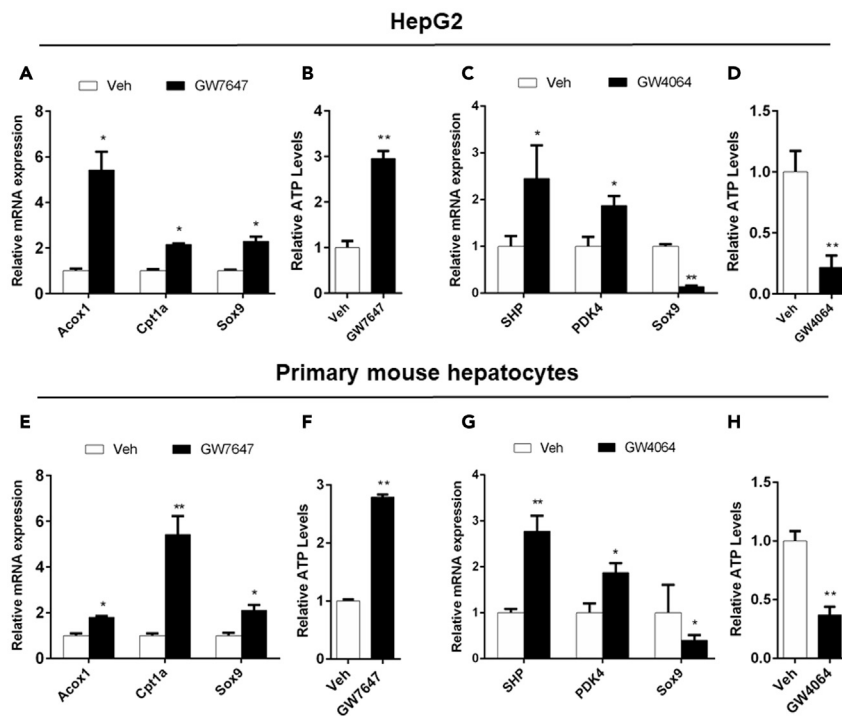 HepG2
A
Veh
GW7647
Relative mRNA expression
8
6
4
2
0
Acox1
Cpt1a
Sox9
*
*
*
B
Relative ATP Levels
4
3
2
1
0
Veh
GW7647
**
C
Veh
GW4064
Relative mRNA expression
4
3
2
1
0
SHP
PDK4
Sox9
*
*
**
D
Relative ATP Levels
1.5
1.0
0.5
0.0
Veh
GW4064
**
Primary mouse hepatocytes
E
Veh
GW7647
Relative mRNA expression
8
6
4
2
0
Acox1
Cpt1a
Sox9
*
**
*
F
Relative ATP Levels
3
2
1
0
Veh
GW7647
**
G
Veh
GW4064
Relative mRNA expression
4
3
2
1
0
SHP
PDK4
Sox9
**
*
*
H
Relative ATP Levels
1.5
1.0
0.5
0.0
Veh
GW4064
**